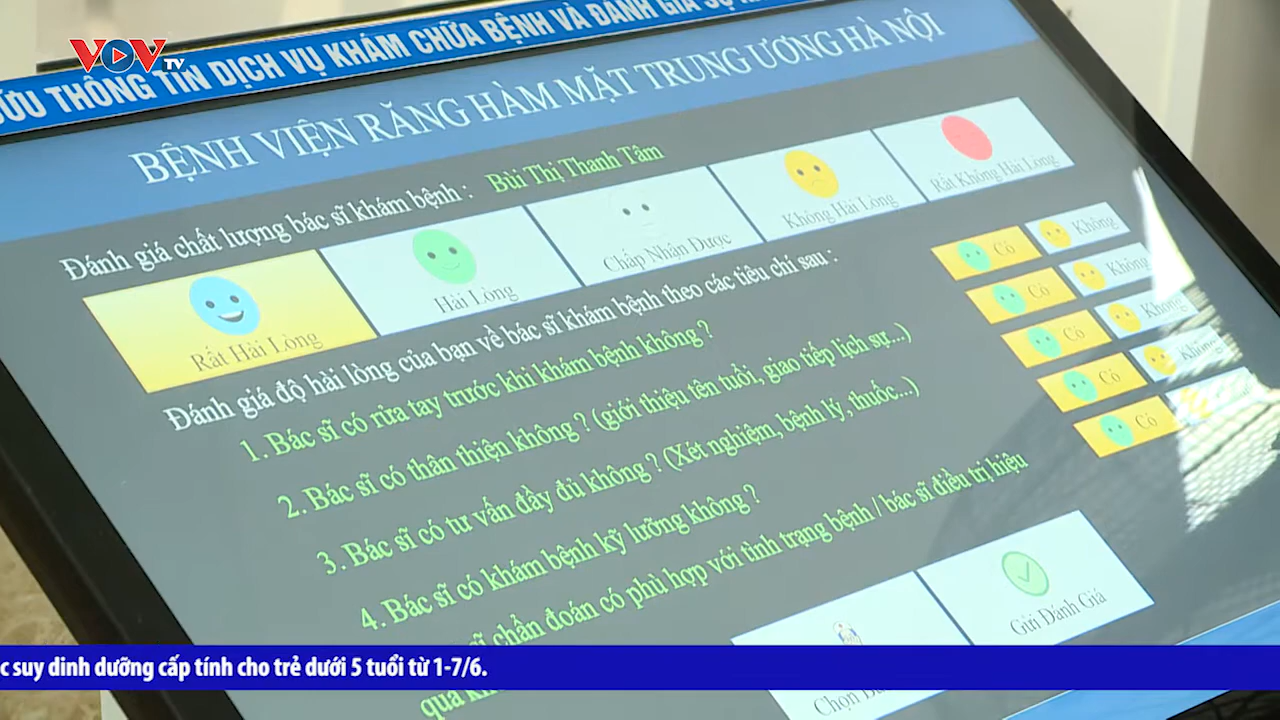 VOV TV
THÔNG TIN DỊCH VỤ KHÁM CHỮA BỆNH VÀ ĐÁNH GIÁ SỰ
BỆNH VIỆN RĂNG HÀM MẶT TRUNG ƯƠNG HÀ NỘI
Đánh giá chất lượng bác sĩ khám bệnh : Bùi Thị Thanh Tâm
Rất Hài Lòng
Hài Lòng
Chấp Nhận Được
Không Hài Lòng
Rất Không Hài Lòng
Đánh giá độ hài lòng của bạn về bác sĩ khám bệnh theo các tiêu chí sau :
1. Bác sĩ có rửa tay trước khi khám bệnh không ?
Có Không
2. Bác sĩ có thân thiện không ? (giới thiệu tên tuổi, giao tiếp lịch sự...)
Có Không
3. Bác sĩ có tư vấn đầy đủ không ? (Xét nghiệm, bệnh lý, thuốc...)
Có Không
4. Bác sĩ có khám bệnh kỹ lưỡng không ?
Có Không
sĩ chẩn đoán có phù hợp với tình trạng bệnh / bác sĩ điều trị hiệu
quả
Có
Chọn
Gửi Đánh Giá
suy dinh dưỡng cấp tính cho trẻ dưới 5 tuổi từ 1-7/6.